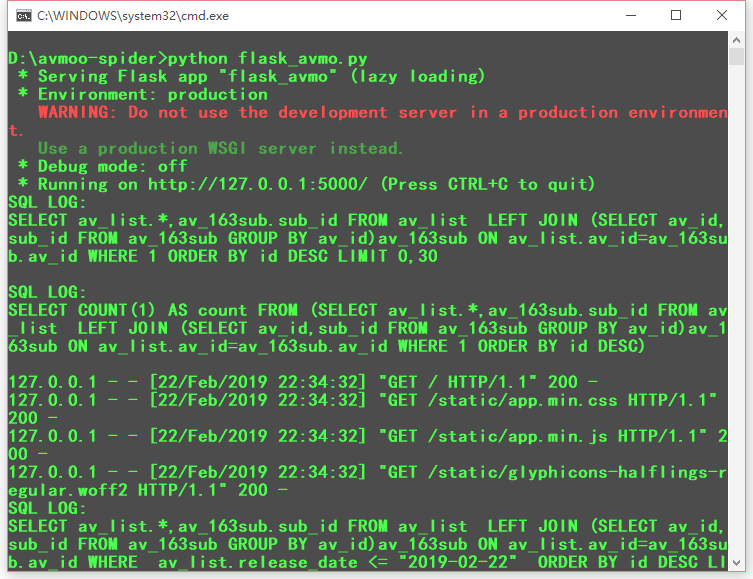 C:\WINDOWS\system32\cmd.exe
D:\avmoo-spider>python flask_avmo.py
 * Serving Flask app "flask_avmo" (lazy loading)
 * Environment: production
   WARNING: Do not use the development server in a production environmen
t.
   Use a production WSGI server instead.
 * Debug mode: off
 * Running on http://127.0.0.1:5000/ (Press CTRL+C to quit)
SQL LOG:
SELECT av_list.*,av_163sub.sub_id FROM av_list  LEFT JOIN (SELECT av_id,
sub_id FROM av_163sub GROUP BY av_id)av_163sub ON av_list.av_id=av_163su
b.av_id WHERE 1 ORDER BY id DESC LIMIT 0,30
SQL LOG:
SELECT COUNT(1) AS count FROM (SELECT av_list.*,av_163sub.sub_id FROM av
_list  LEFT JOIN (SELECT av_id,sub_id FROM av_163sub GROUP BY av_id)av_1
63sub ON av_list.av_id=av_163sub.av_id WHERE 1 ORDER BY id DESC)
127.0.0.1 - - [22/Feb/2019 22:34:32] "GET / HTTP/1.1" 200 -
127.0.0.1 - - [22/Feb/2019 22:34:32] "GET /static/app.min.css HTTP/1.1"
200 -
127.0.0.1 - - [22/Feb/2019 22:34:32] "GET /static/app.min.js HTTP/1.1" 2
00 -
127.0.0.1 - - [22/Feb/2019 22:34:32] "GET /static/glyphicons-halflings-r
egular.woff2 HTTP/1.1" 200 -
SQL LOG:
SELECT av_list.*,av_163sub.sub_id FROM av_list  LEFT JOIN (SELECT av_id,
sub_id FROM av_163sub GROUP BY av_id)av_163sub ON av_list.av_id=av_163su
b.av_id WHERE  av_list.release_date <= "2019-02-22"  ORDER BY id DESC LI